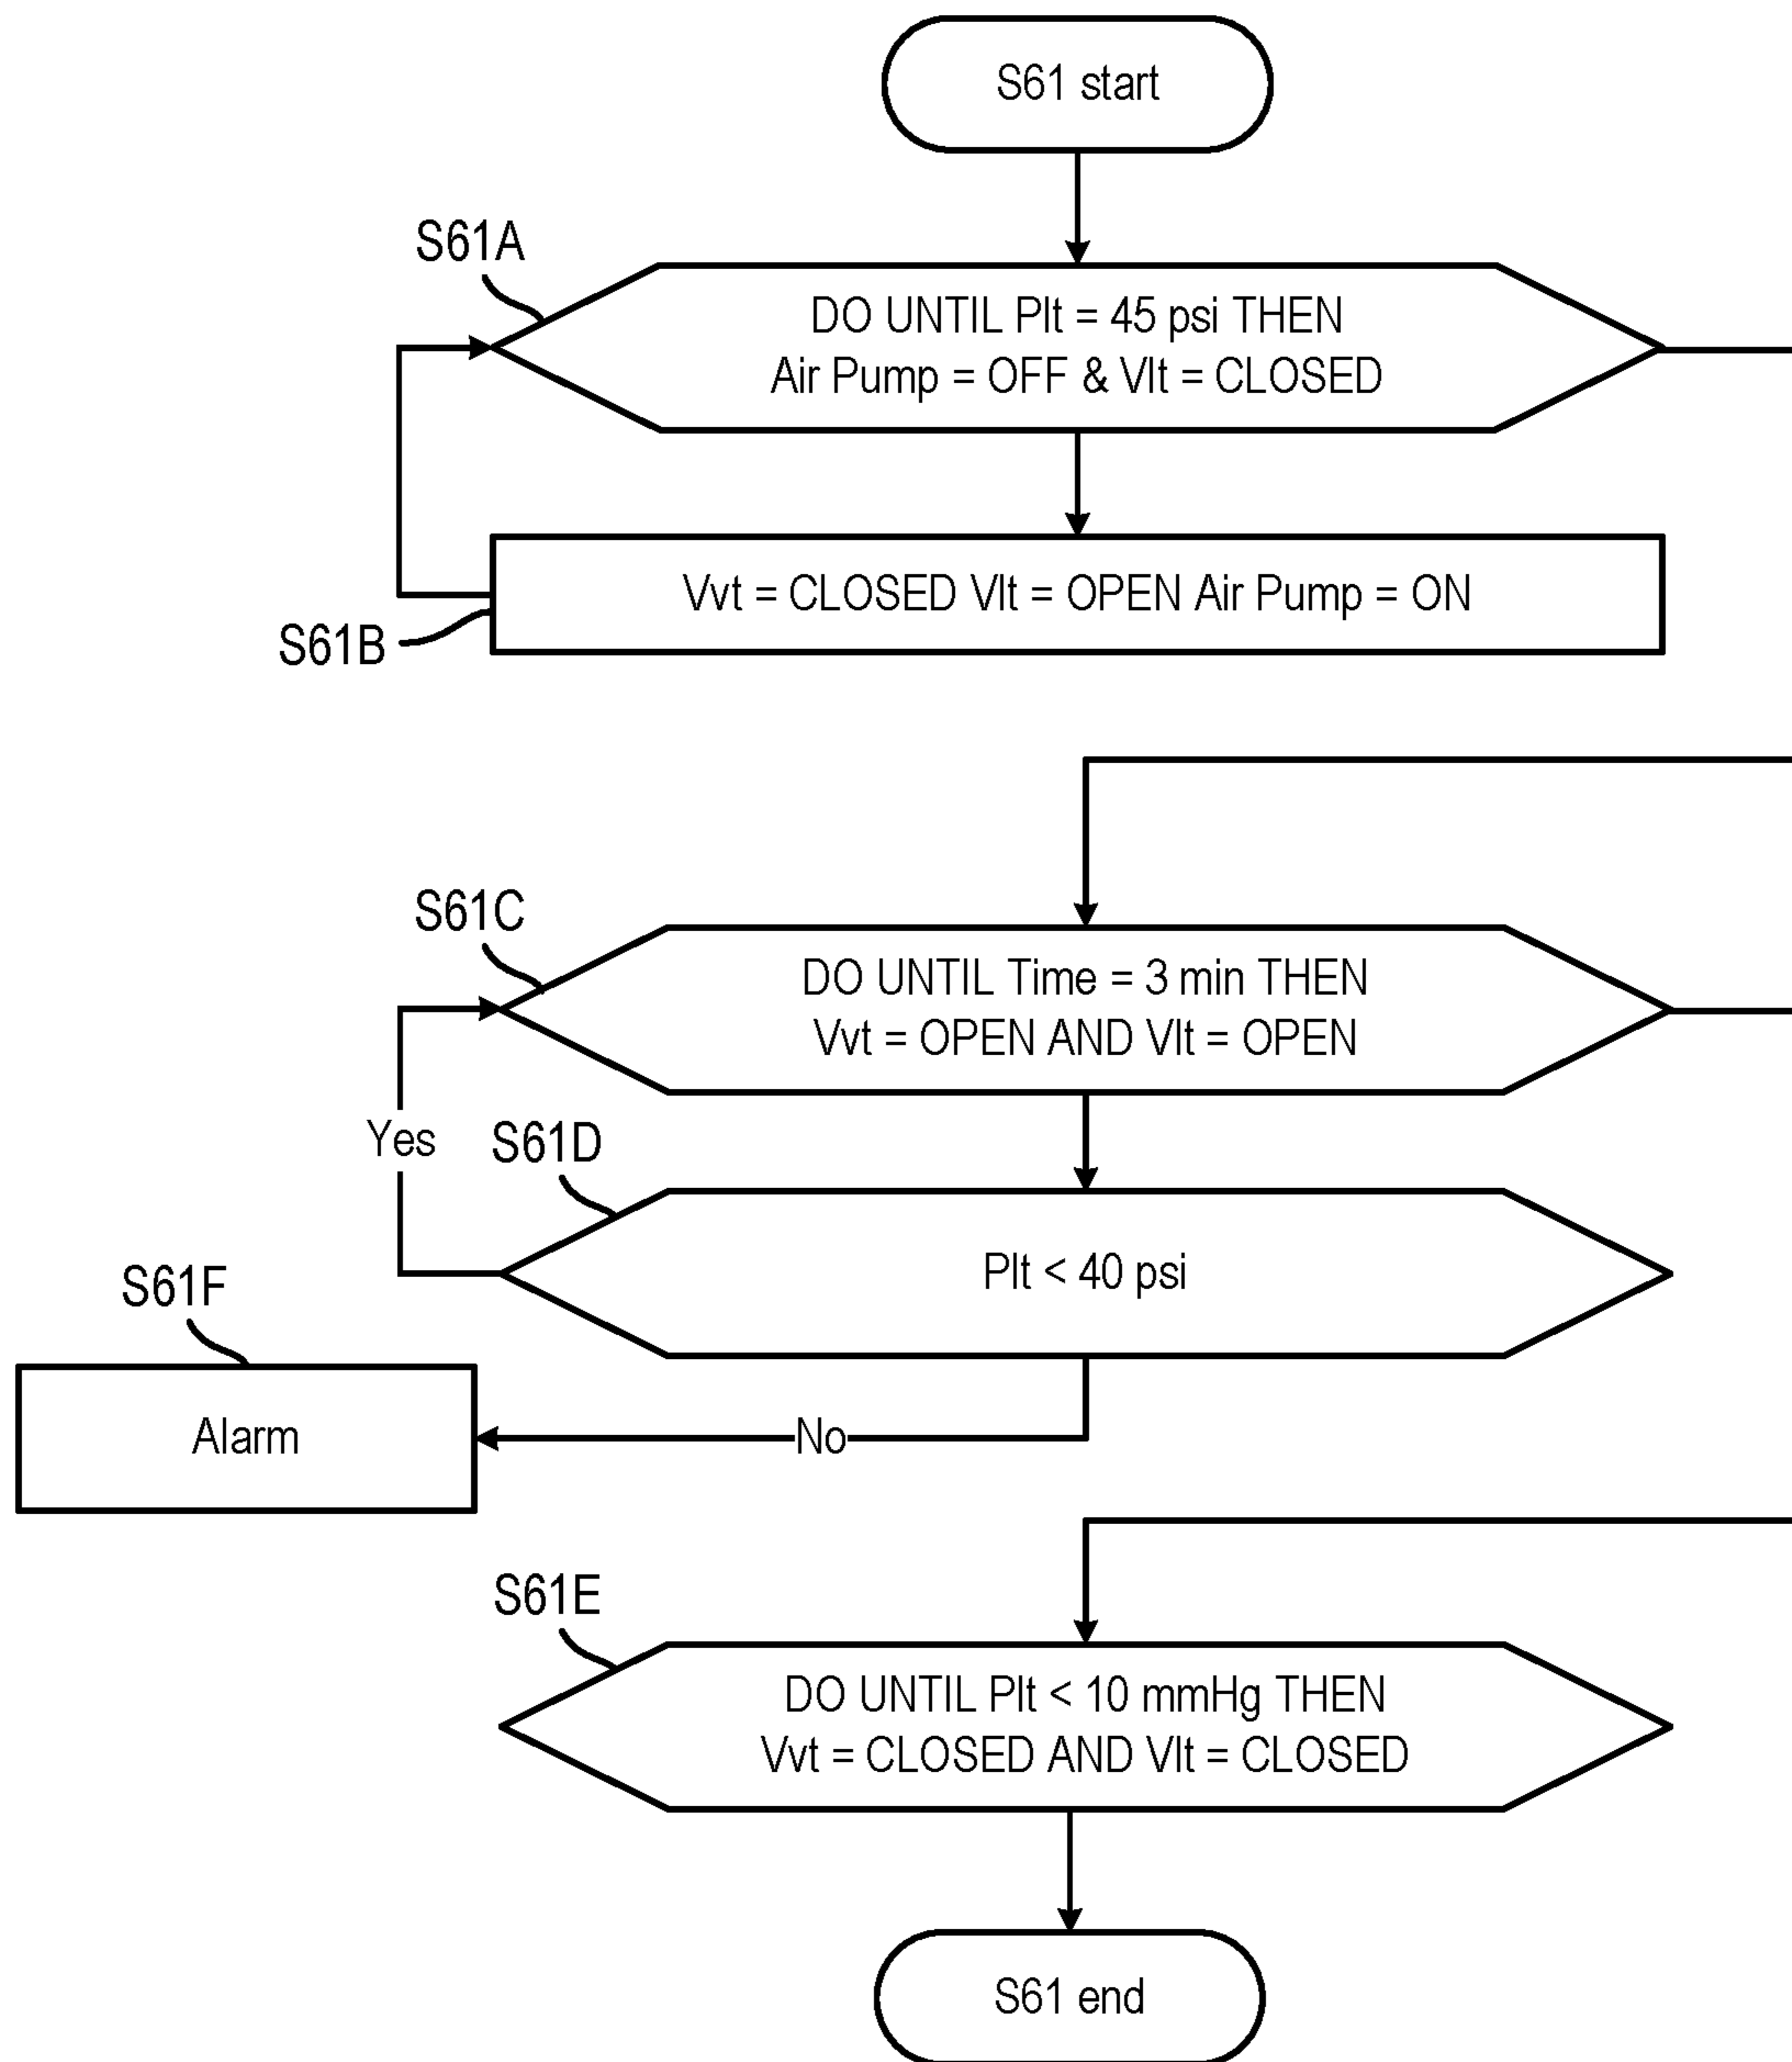 S61 start
S61A
DO UNTIL Plt = 45 psi THEN
Air Pump = OFF & Vlt = CLOSED
Vvt = CLOSED Vlt = OPEN Air Pump = ON
S61B
S61C
DO UNTIL Time = 3 min THEN
Vvt = OPEN AND Vlt = OPEN
Yes
S61D
Plt < 40 psi
S61F
Alarm
No
S61E
DO UNTIL Plt < 10 mmHg THEN
Vvt = CLOSED AND Vlt = CLOSED
S61 end